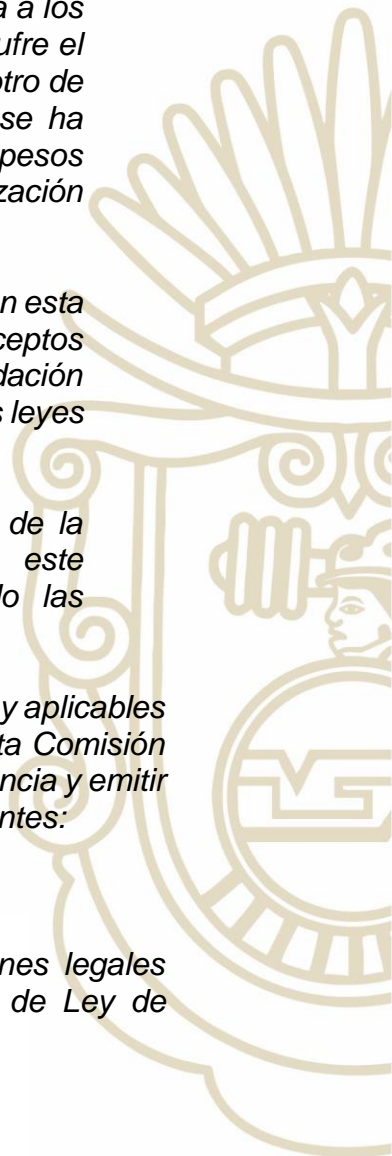 a a los
ufre el
otro de
se ha
pesos
zación
n esta
ceptos
dación
s leyes
de la
este
lo las
y aplicables
ta Comisión
ncia y emitir
ntes:
nes legales
de Ley de